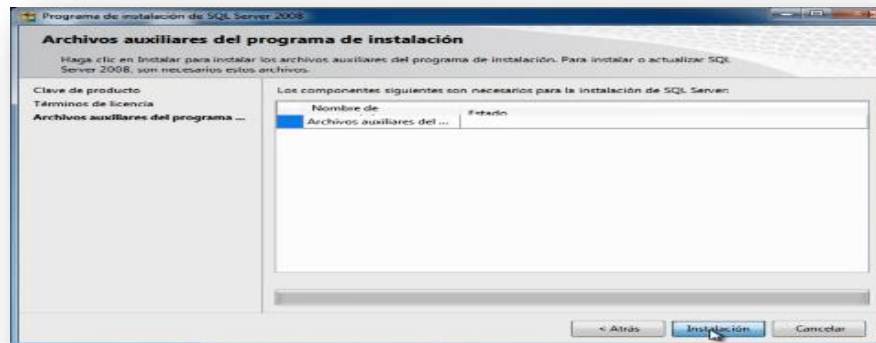 Programa de instalación de SQL Server 2008
Archivos auxiliares del programa de instalación
Haga clic en Instalar para instalar los archivos auxiliares del programa de instalación. Para instalar o actualizar SQL
Server 2008, son necesarios estos archivos.
Clave de producto
Términos de licencia
Archivos auxiliares del programa ...
Los componentes siguientes son necesarios para la instalación de SQL Server:
Nombre de
Estado
Archivos auxiliares del ...
< Atrás
Instalación
Cancelar